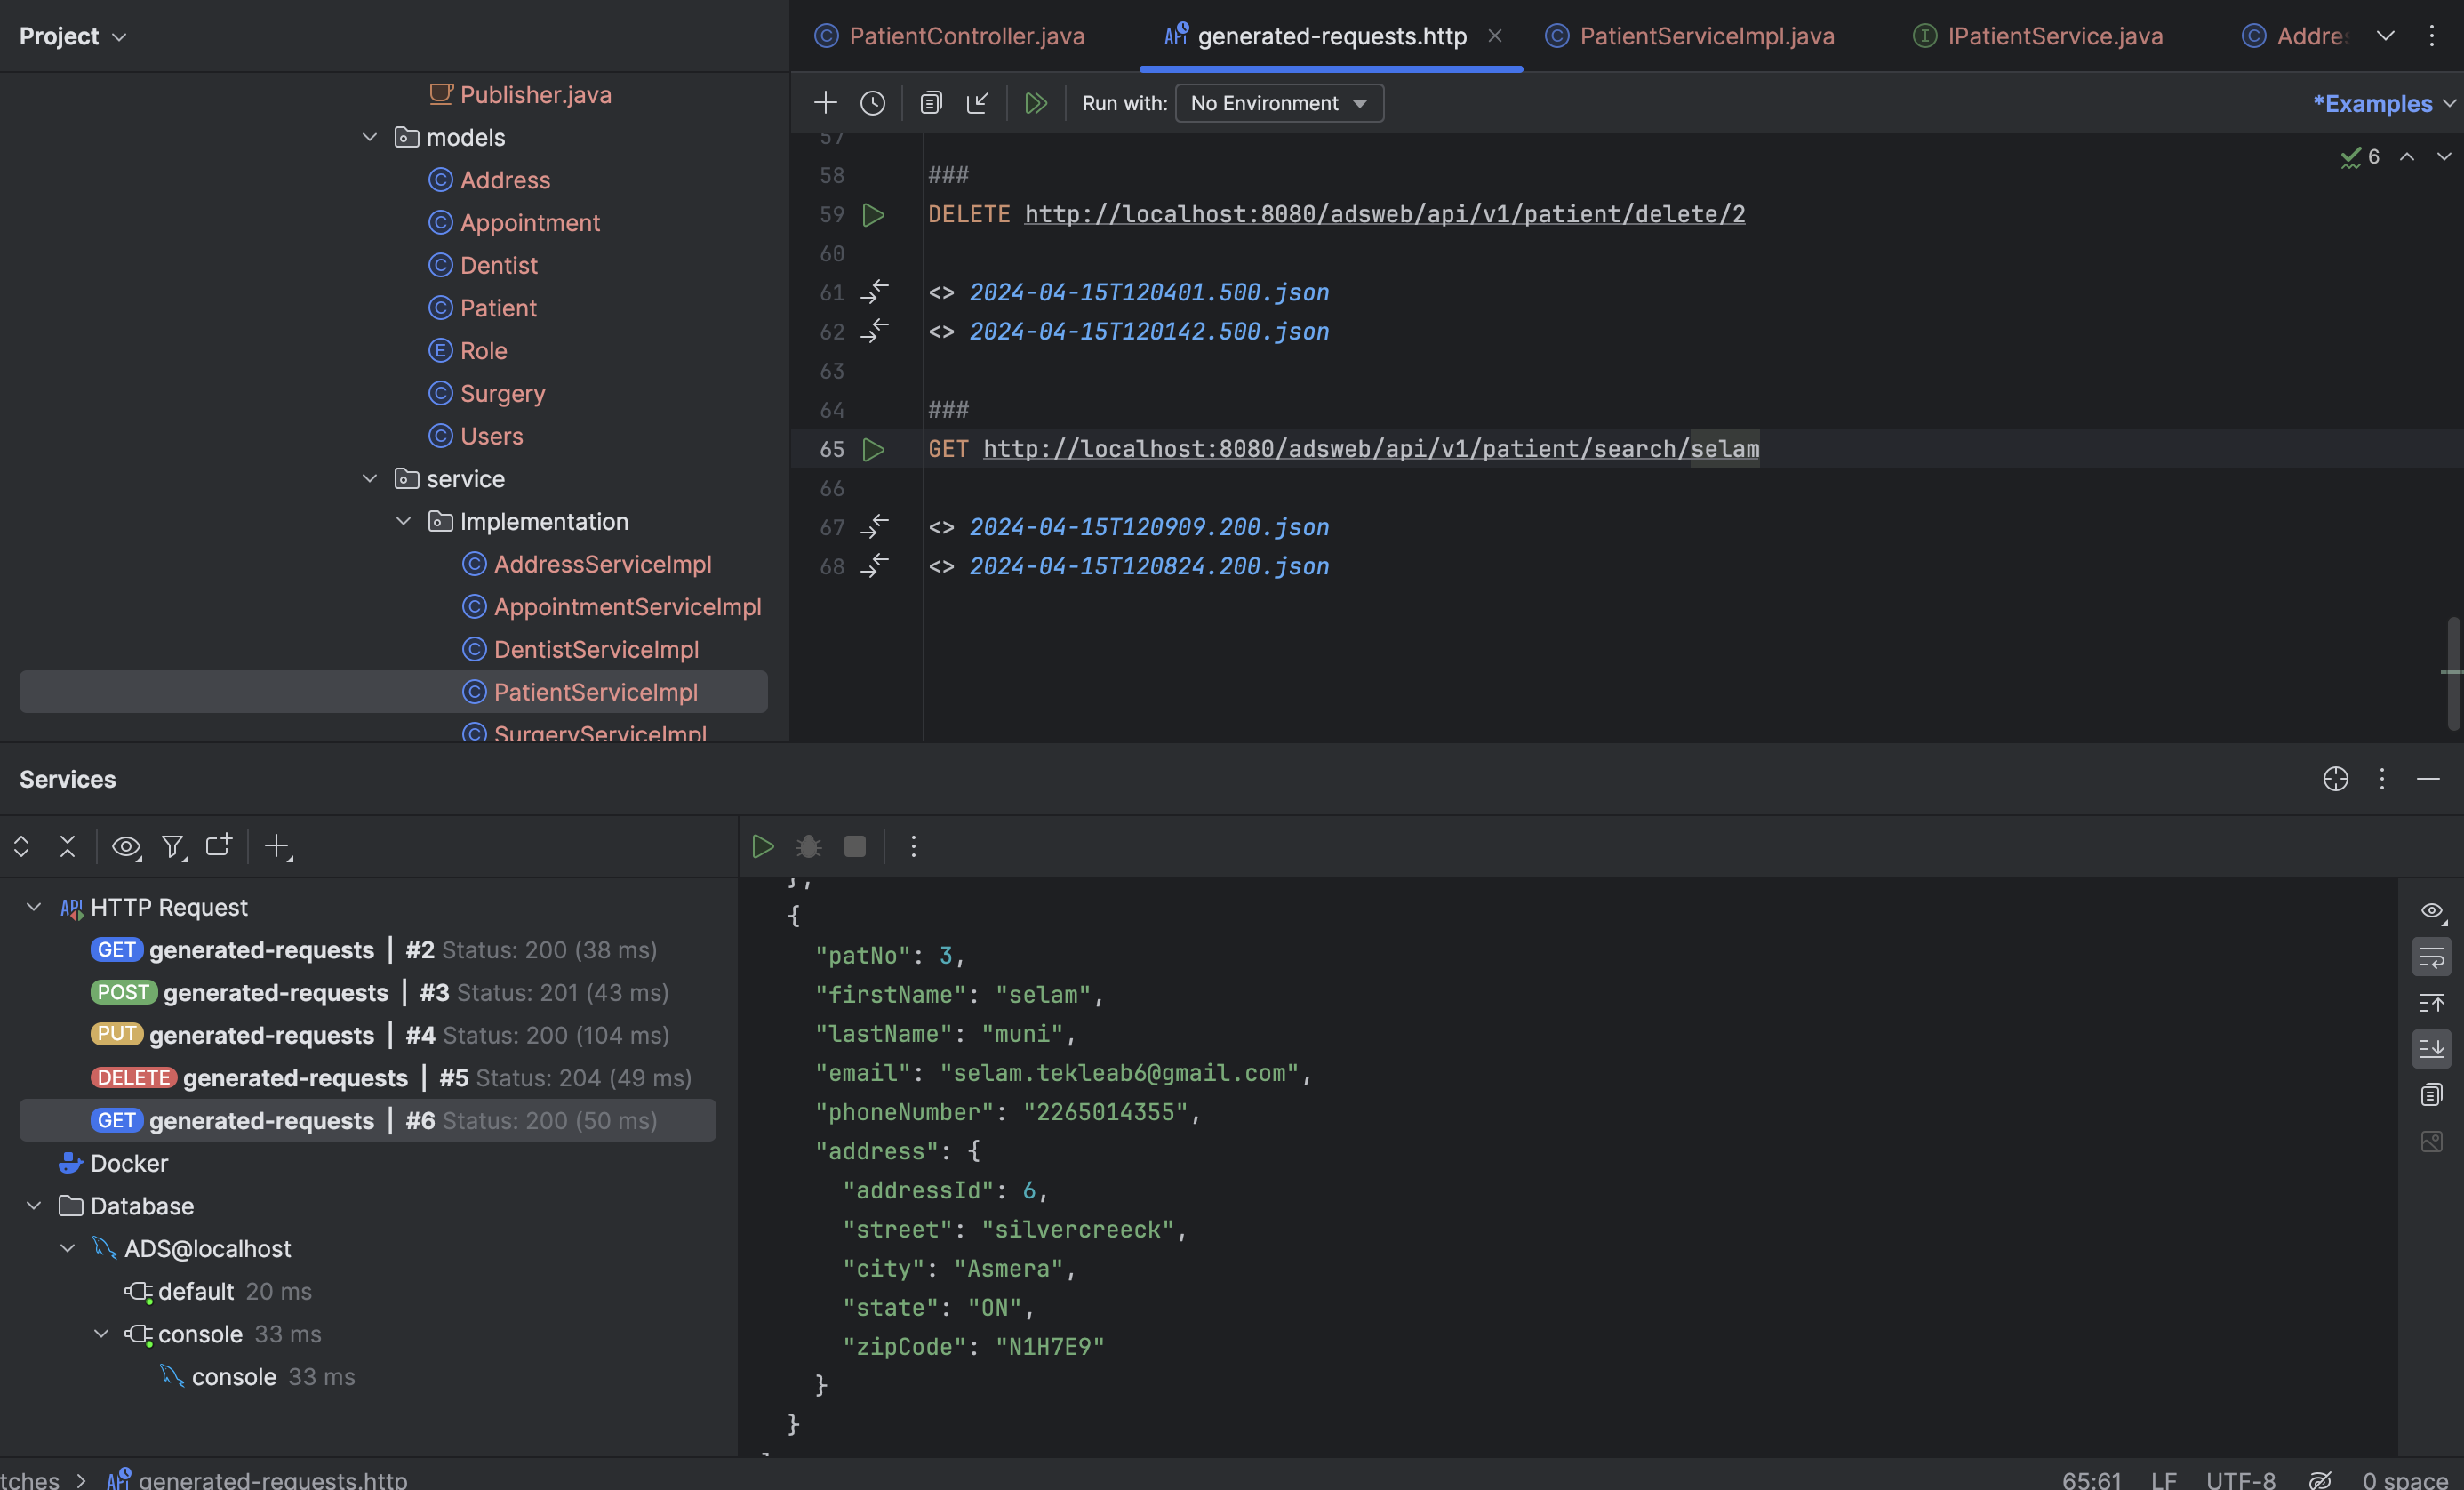 Project
PatientController.java
generated-requests.http
PatientServiceImpl.java
IPatientService.java
Addre
Run with:
No Environment
*Examples
6
Publisher.java
models
Address
Appointment
Dentist
Patient
Role
Surgery
Users
service
Implementation
AddressServiceImpl
AppointmentServiceImpl
DentistServiceImpl
PatientServiceImpl
SurgeryServiceImpl
57
58 ###
59 DELETE http://localhost:8080/adsweb/api/v1/patient/delete/2
60
61 <> 2024-04-15T120401.500.json
62 <> 2024-04-15T120142.500.json
63
64 ###
65 GET http://localhost:8080/adsweb/api/v1/patient/search/selam
66
67 <> 2024-04-15T120909.200.json
68 <> 2024-04-15T120824.200.json
Services
API HTTP Request
GET generated-requests | #2 Status: 200 (38 ms)
POST generated-requests | #3 Status: 201 (43 ms)
PUT generated-requests | #4 Status: 200 (104 ms)
DELETE generated-requests | #5 Status: 204 (49 ms)
GET generated-requests | #6 Status: 200 (50 ms)
Docker
Database
ADS@localhost
default 20 ms
console 33 ms
console 33 ms
},
{
"patNo": 3,
"firstName": "selam",
"lastName": "muni",
"email": "selam.tekleab6@gmail.com",
"phoneNumber": "2265014355",
"address": {
"addressId": 6,
"street": "silvercreeck",
"city": "Asmera",
"state": "ON",
"zipCode": "N1H7E9"
}
}
tches > API generated-requests.http
65:61 LF UTF-8 0 space